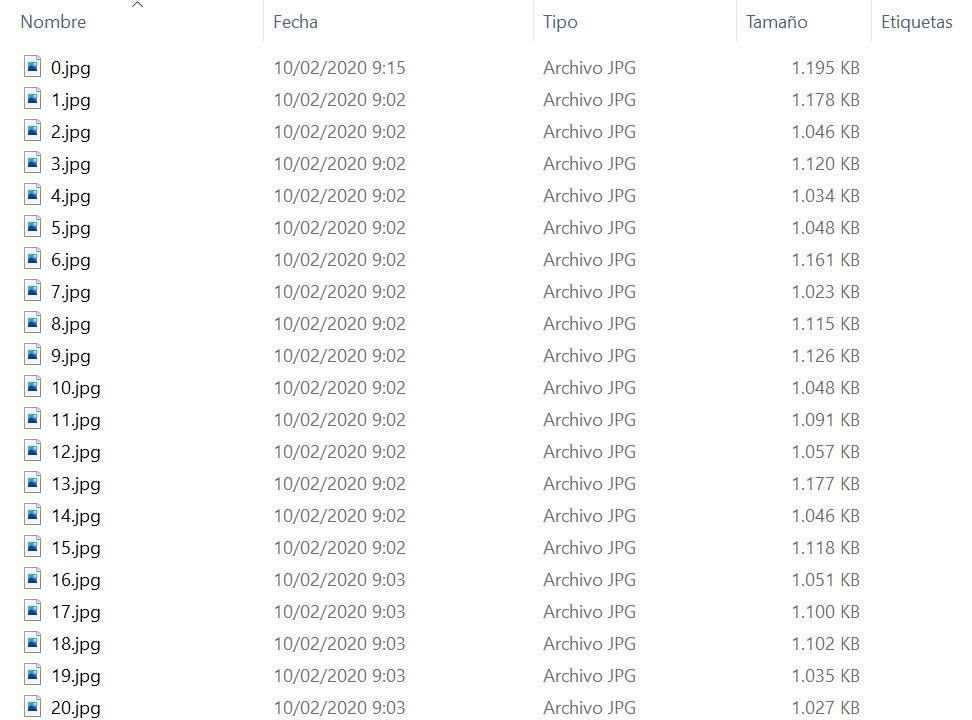 Nombre Fecha Tipo Tamaño Etiquetas
0.jpg 10/02/2020 9:15 Archivo JPG 1.195 KB
1.jpg 10/02/2020 9:02 Archivo JPG 1.178 KB
2.jpg 10/02/2020 9:02 Archivo JPG 1.046 KB
3.jpg 10/02/2020 9:02 Archivo JPG 1.120 KB
4.jpg 10/02/2020 9:02 Archivo JPG 1.034 KB
5.jpg 10/02/2020 9:02 Archivo JPG 1.048 KB
6.jpg 10/02/2020 9:02 Archivo JPG 1.161 KB
7.jpg 10/02/2020 9:02 Archivo JPG 1.023 KB
8.jpg 10/02/2020 9:02 Archivo JPG 1.115 KB
9.jpg 10/02/2020 9:02 Archivo JPG 1.126 KB
10.jpg 10/02/2020 9:02 Archivo JPG 1.048 KB
11.jpg 10/02/2020 9:02 Archivo JPG 1.091 KB
12.jpg 10/02/2020 9:02 Archivo JPG 1.057 KB
13.jpg 10/02/2020 9:02 Archivo JPG 1.177 KB
14.jpg 10/02/2020 9:02 Archivo JPG 1.046 KB
15.jpg 10/02/2020 9:02 Archivo JPG 1.118 KB
16.jpg 10/02/2020 9:03 Archivo JPG 1.051 KB
17.jpg 10/02/2020 9:03 Archivo JPG 1.100 KB
18.jpg 10/02/2020 9:03 Archivo JPG 1.102 KB
19.jpg 10/02/2020 9:03 Archivo JPG 1.035 KB
20.jpg 10/02/2020 9:03 Archivo JPG 1.027 KB